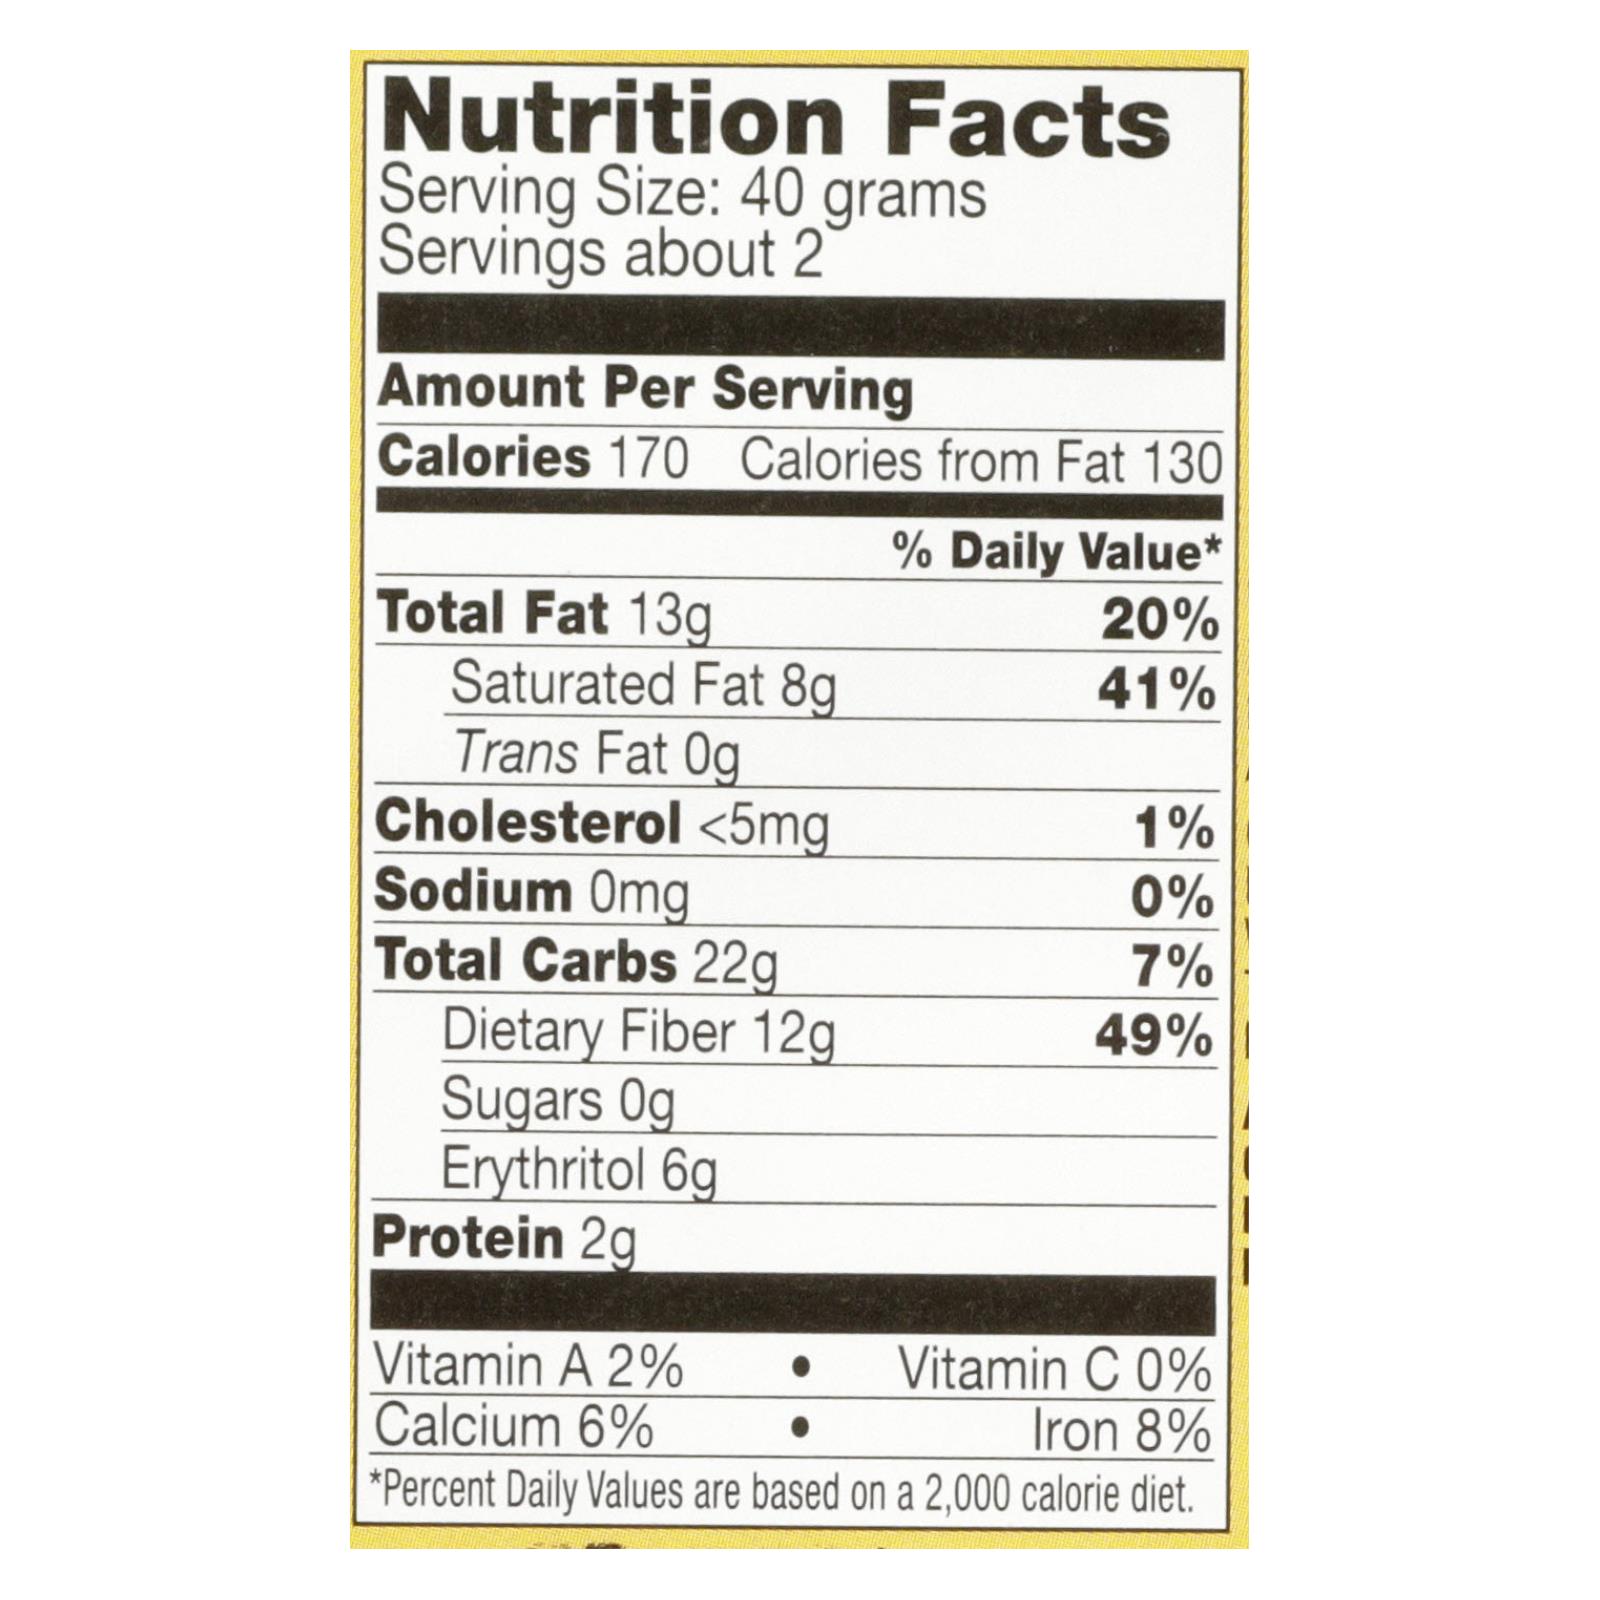 Nutrition Facts
Serving Size: 40 grams
Servings about 2
Amount Per Serving
Calories 170 Calories from Fat 130
% Daily Value*
Total Fat 13g 20%
Saturated Fat 8g 41%
Trans Fat 0g
Cholesterol <5mg 1%
Sodium 0mg 0%
Total Carbs 22g 7%
Dietary Fiber 12g 49%
Sugars 0g
Erythritol 6g
Protein 2g
Vitamin A 2% • Vitamin C 0%
Calcium 6% • Iron 8%
*Percent Daily Values are based on a 2,000 calorie diet.